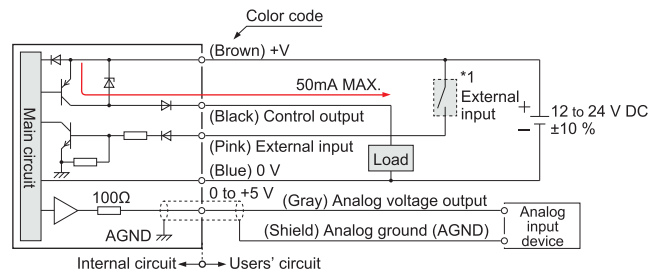 Color code
(Brown) +V
50mA MAX.
*1
External
input
(Black) Control output
+
12 to 24 V DC
−
±10 %
Main circuit
(Pink) External input
Load
(Blue) 0 V
0 to +5 V
100Ω
(Gray) Analog voltage output
Analog
input
device
AGND
(Shield) Analog ground (AGND)
Internal circuit
Users' circuit